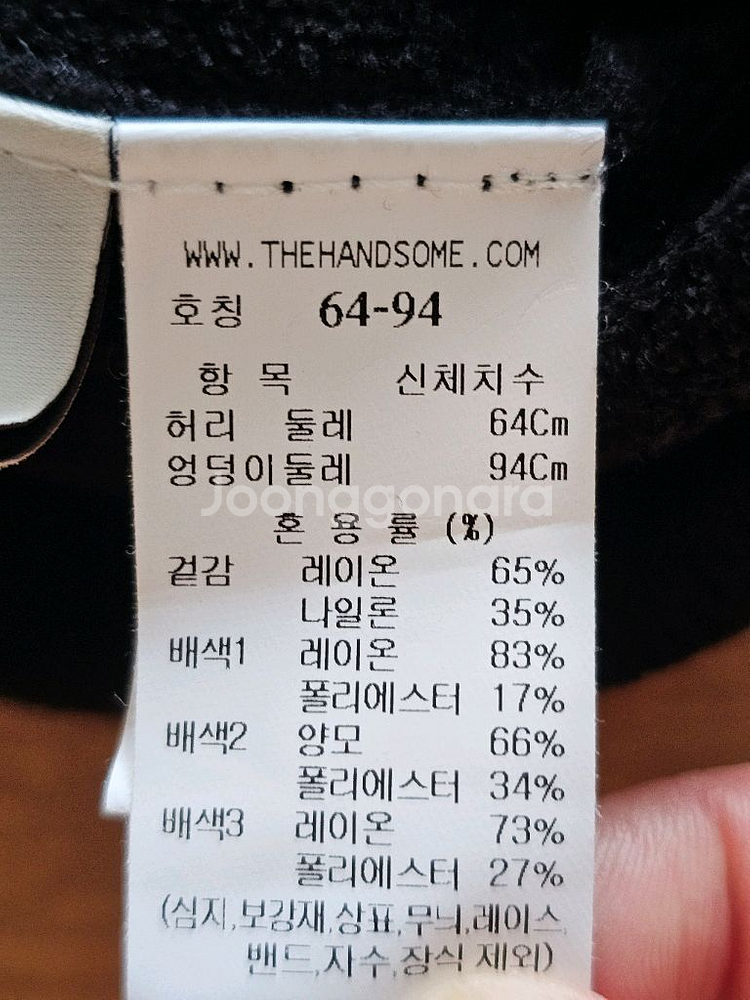 WWW.THEHANDSOME.COM
호칭 64-94
항 목 신체치수
허리 둘레 64Cm
엉덩이둘레 94Cm
Joonggonara
혼 용 률 (%)
겉감 레이온 65%
나일론 35%
배색1 레이온 83%
폴리에스터 17%
배색2 양모 66%
폴리에스터 34%
배색3 레이온 73%
폴리에스터 27%
(심지,보강재,상표,무늬,레이스,
밴드,자수,장식 제외)